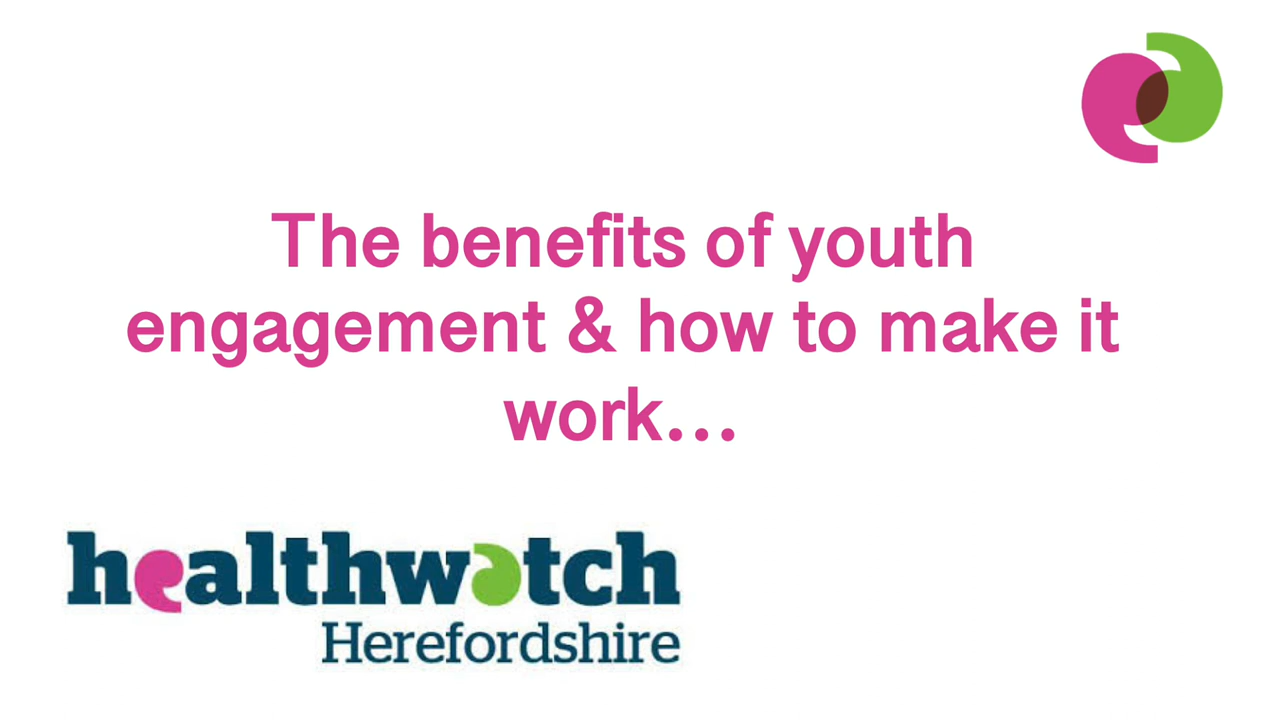 The benefits of youth
engagement & how to make it
work...
healthwatch
Herefordshire